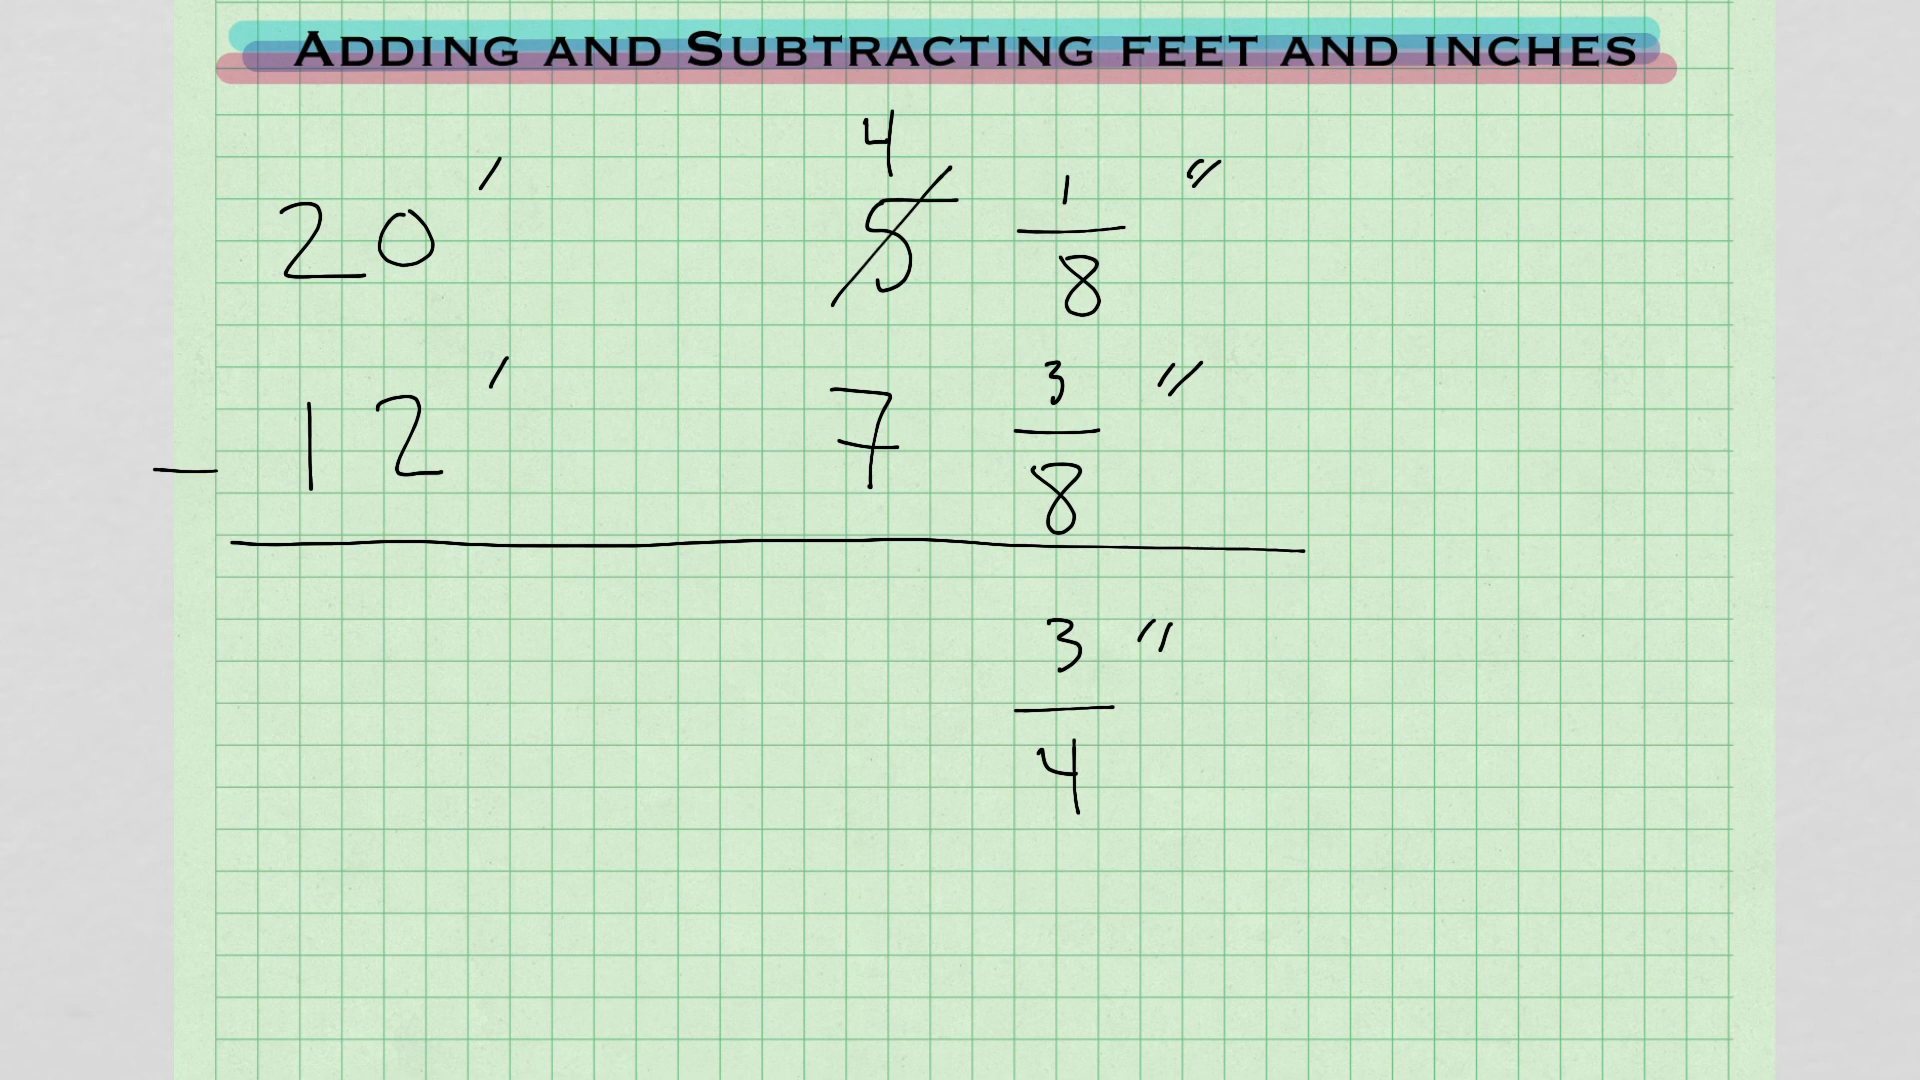 ADDING AND SUBTRACTING FEET AND INCHES
4
20' 5 1/8"
- 12' 7 3/8"
3/4"